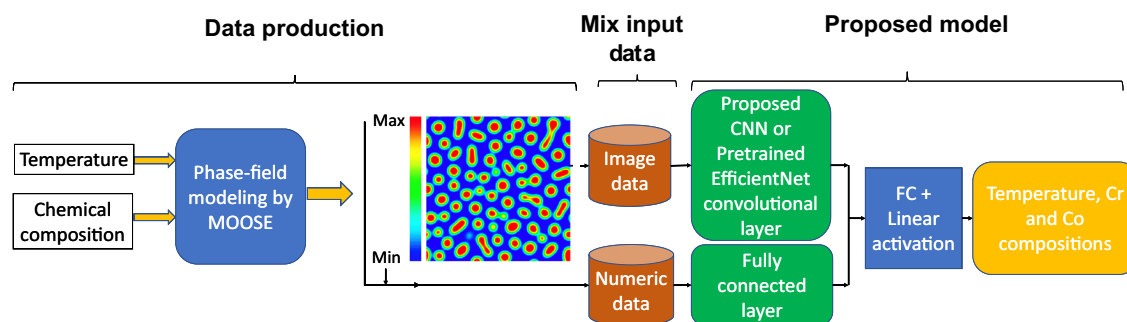 Data production
Mix input
data
Proposed model
Temperature
Chemical
composition
Phase-field
modeling by
MOOSE
Max
Min
Image
data
Numeric
data
Proposed
CNN or
Pretrained
EfficientNet
convolutional
layer
Fully
connected
layer
FC +
Linear
activation
Temperature, Cr
and Co
compositions